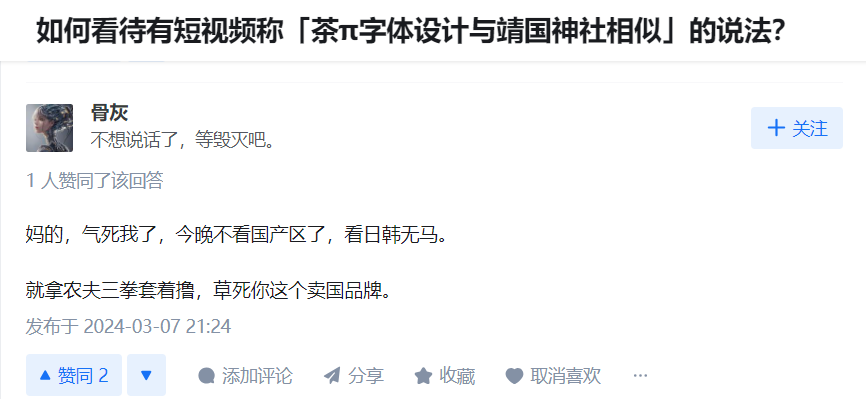 如何看待有短视频称「茶π字体设计与靖国神社相似」的说法？
骨灰
不想说话了，等毁灭吧。
+ 关注
1 人赞同了该回答
妈的，气死我了，今晚不看国产区了，看日韩无马。
就拿农夫三拳套着撸，草死你这个卖国品牌。
发布于 2024-03-07 21:24
赞同 2 添加评论 分享 收藏 取消喜欢 ···